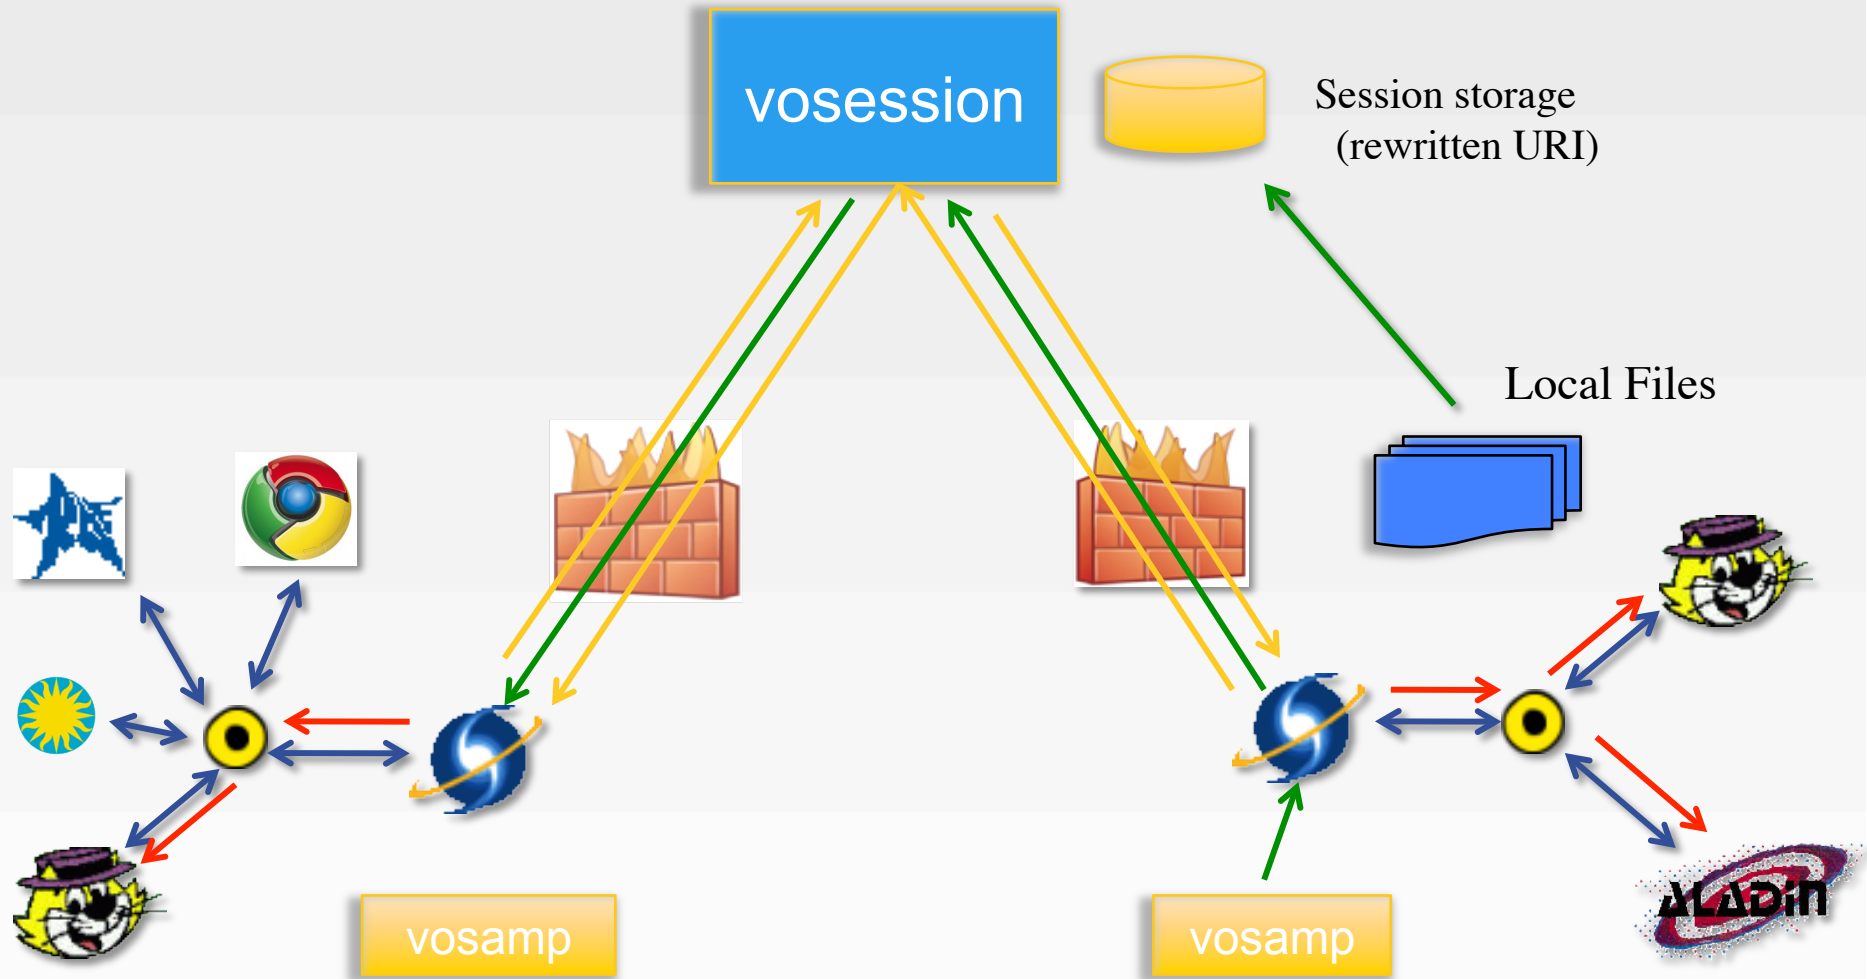 vosession
Session storage
(rewritten URI)
Local Files
ALADiN
vosamp
vosamp